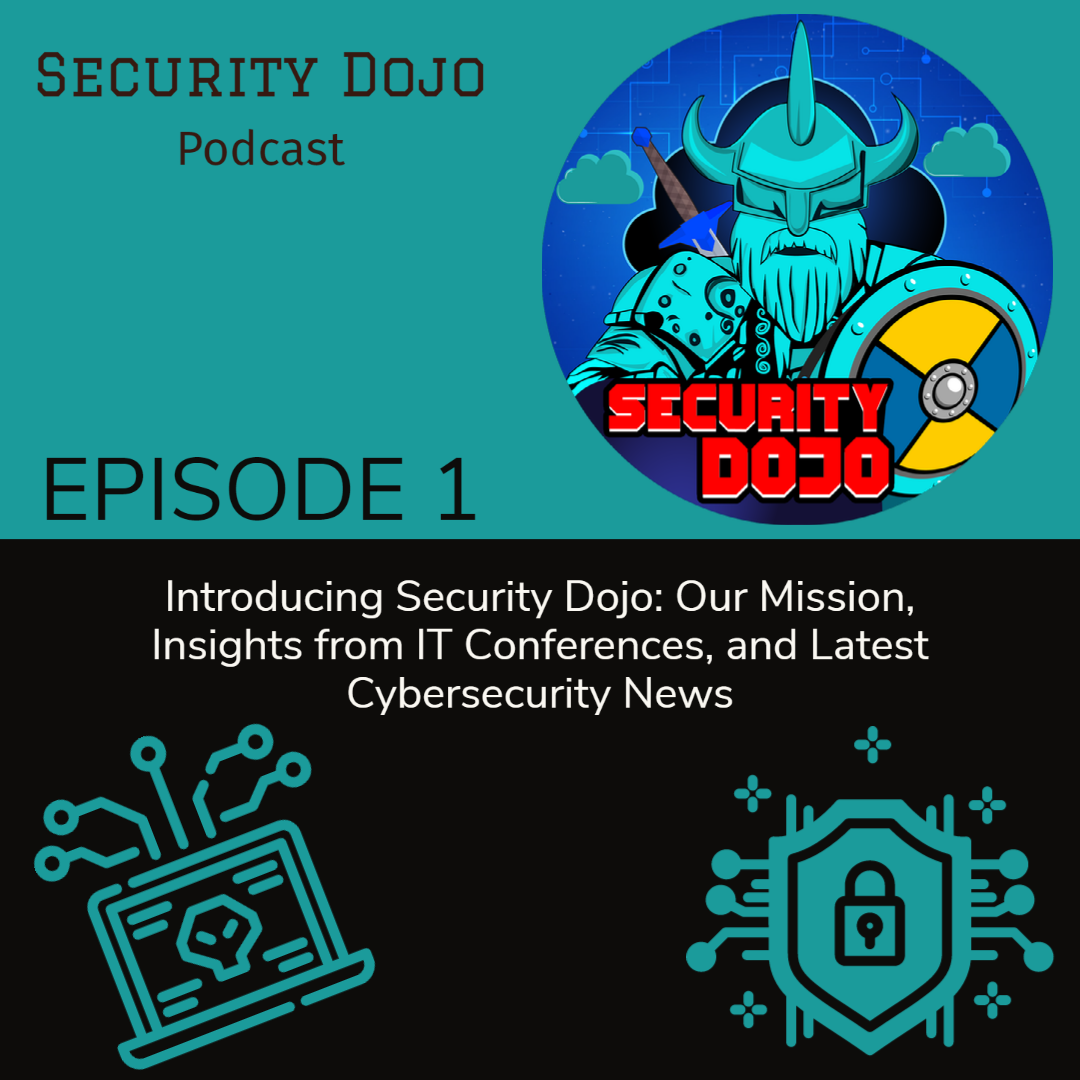 Security Dojo
Podcast
SECURITY
DOJO
EPISODE 1
Introducing Security Dojo: Our Mission,
Insights from IT Conferences, and Latest
Cybersecurity News